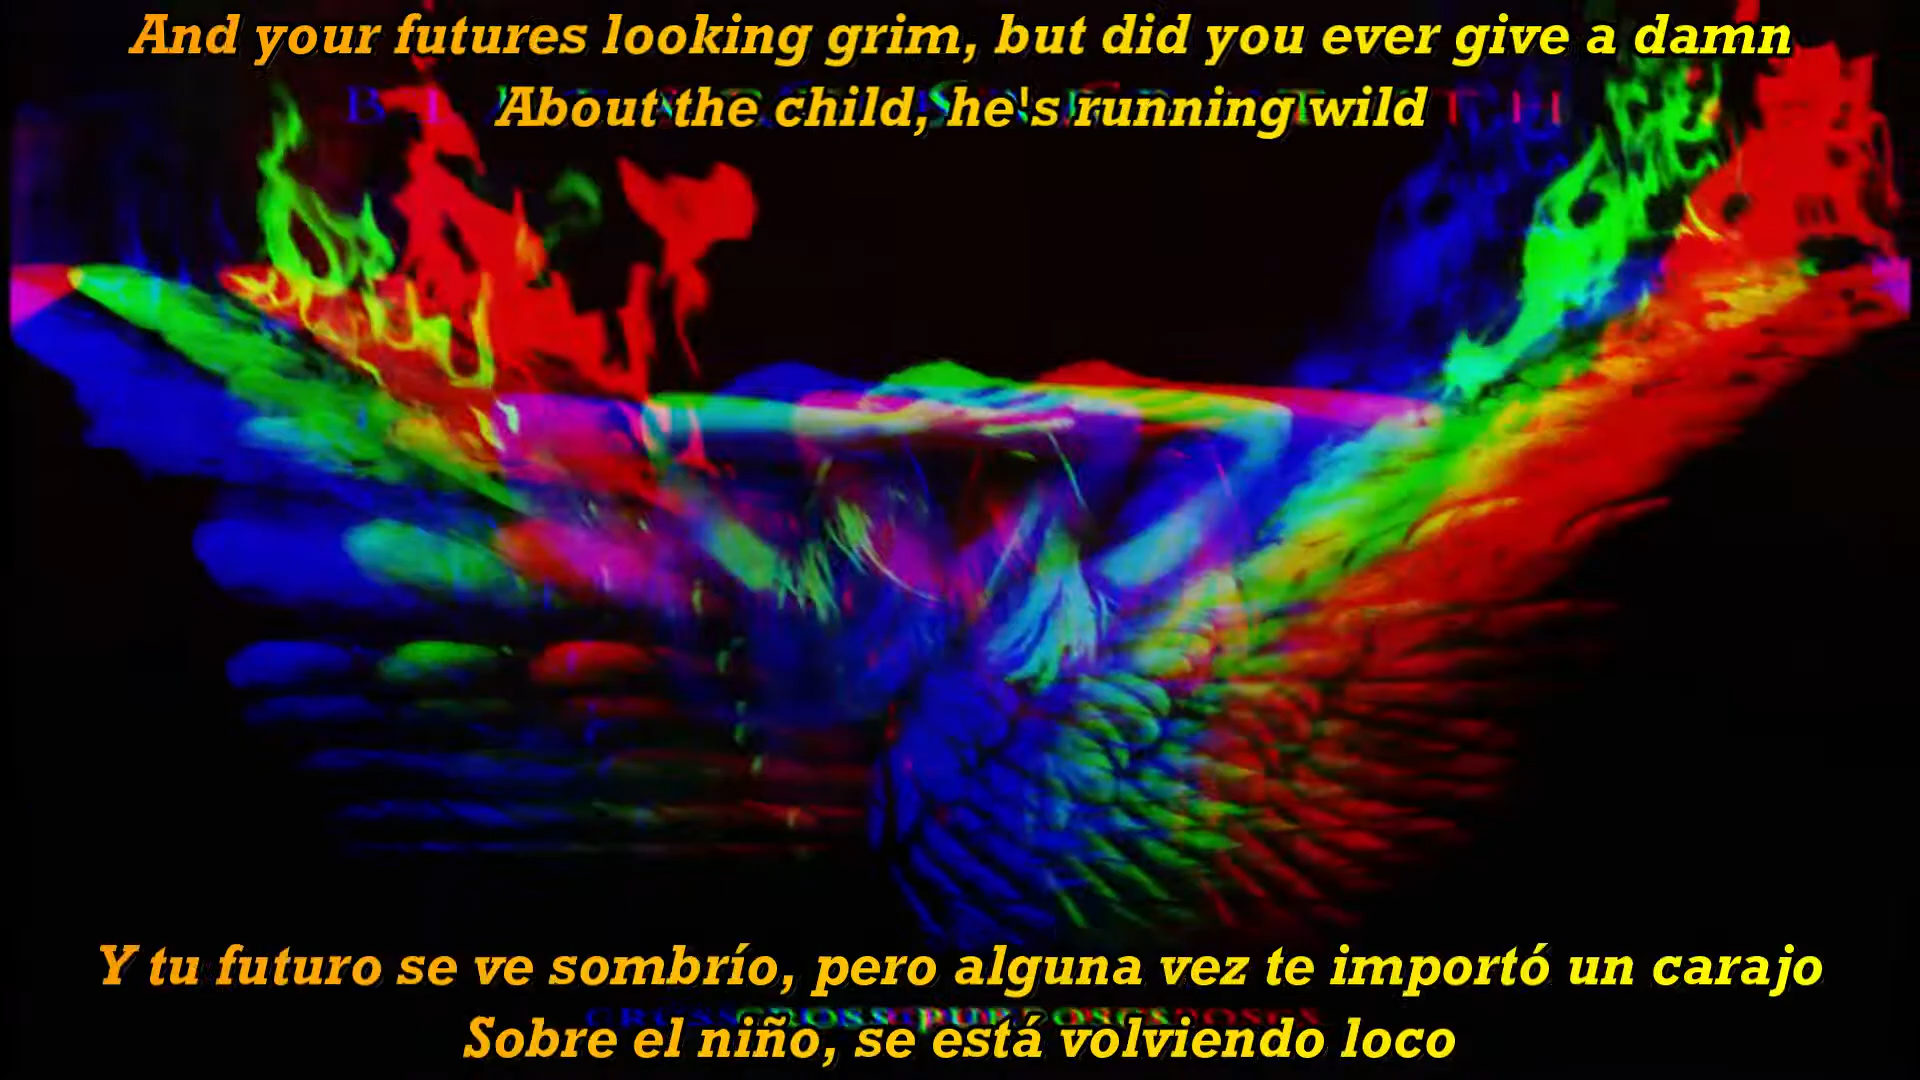 And your futures looking grim, but did you ever give a damn
About the child, he's running wild
Y tu futuro se ve sombrío, pero alguna vez te importó un carajo
Sobre el niño, se está volviendo loco